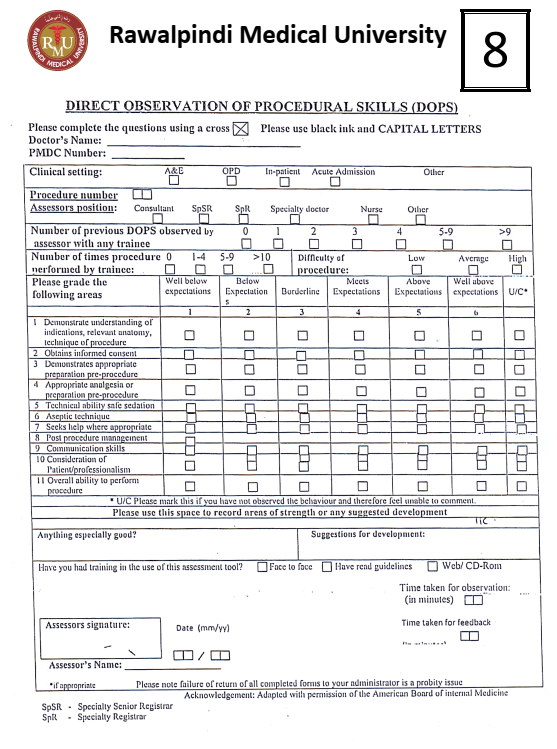 RAWALPINDI MEDICAL UNIVERSITY
RMU
Rawalpindi Medical University
8
DIRECT OBSERVATION OF PROCEDURAL SKILLS (DOPS)
Please complete the questions using a cross Please use black ink and CAPITAL LETTERS
Doctor's Name:
PMDC Number:
Clinical setting: A&E OPD In-patient Acute Admission Other
Procedure number
Assessors position: Consultant SpSR SpR Specialty doctor Nurse Other
Number of previous DOPS observed by 0 1 2 3 4 5-9 >9
assessor with any trainee
Number of times procedure 0 1-4 5-9 >10 Difficulty of Low Average High
performed by trainee: procedure:
Please grade the Well below Below Borderline Meets Above Well above U/C*
following areas expectations Expectation Expectations Expectations expectations
s
1 2 3 4 5 6
1 Demonstrate understanding of
indications, relevant anatomy,
technique of procedure
2 Obtains informed consent
3 Demonstrates appropriate
preparation pre-procedure
4 Appropriate analgesia or
preparation pre-procedure
5 Technical ability safe sedation
6 Aseptic technique
7 Seeks help where appropriate
8 Post procedure management
9 Communication skills
10 Consideration of
Patient/professionalism
11 Overall ability to perform
procedure
* U/C Please mark this if you have not observed the behaviour and therefore feel unable to comment.
Please use this space to record areas of strength or any suggested development
Anything especially good? Suggestions for development:
Have you had training in the use of this assessment tool? Face to face Have read guidelines Web/ CD-Rom
Time taken for observation:
(in minutes)
Assessors signature: Date (mm/yy) Time taken for feedback
/
Assessor's Name:
*if appropriate Please note failure of return of all completed forms to your administrator is a probity issue
Acknowledgement: Adapted with permission of the American Board of internal Medicine
SpSR - Specialty Senior Registrar
SpR - Specialty Registrar